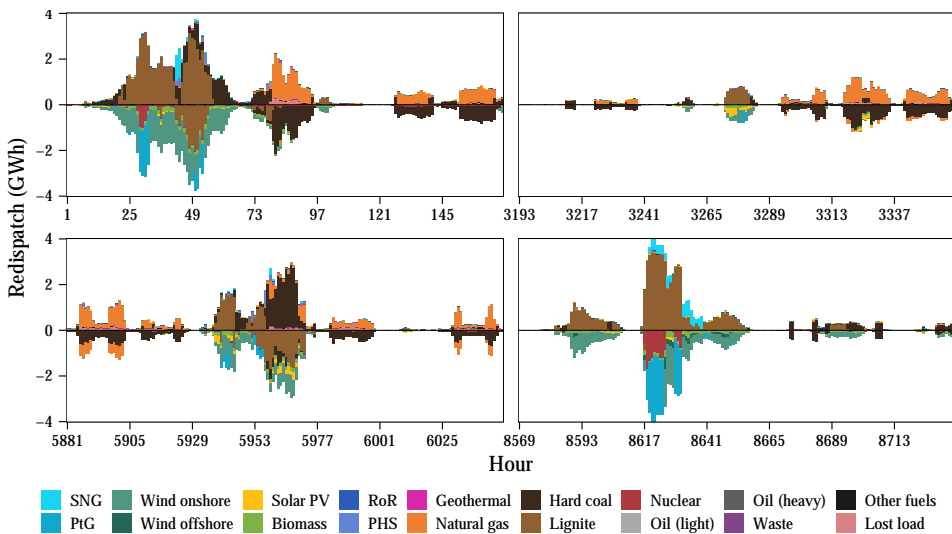 4
2
0
−2
−4
1 25 49 73 97 121 145
3193 3217 3241 3265 3289 3313 3337
Redispatch (GWh)
4
2
0
−2
−4
5881 5905 5929 5953 5977 6001 6025
8569 8593 8617 8641 8665 8689 8713
Hour
SNG Wind onshore Solar PV RoR Geothermal Hard coal Nuclear Oil (heavy) Other fuels
PtG Wind offshore Biomass PHS Natural gas Lignite Oil (light) Waste Lost load